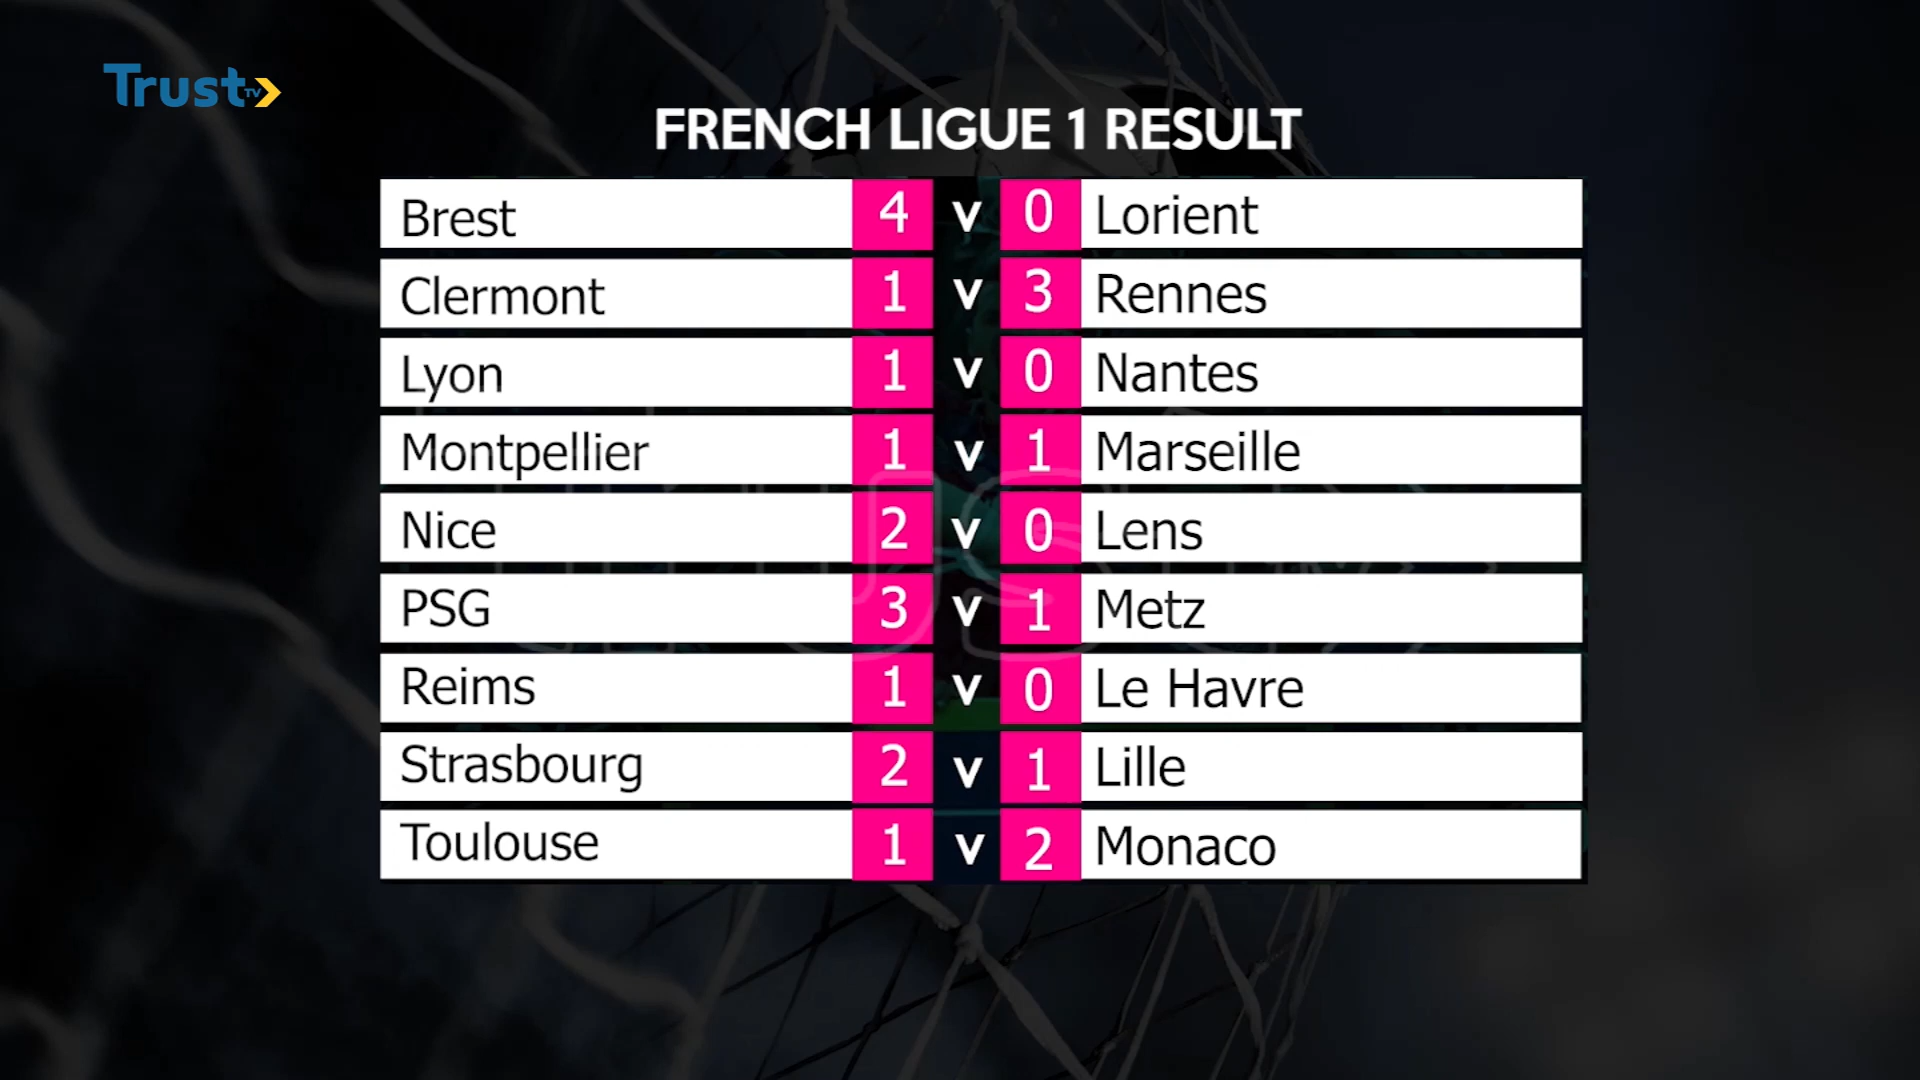 Trust TV
FRENCH LIGUE 1 RESULT
Brest 4 v 0 Lorient
Clermont 1 v 3 Rennes
Lyon 1 v 0 Nantes
Montpellier 1 v 1 Marseille
Nice 2 v 0 Lens
PSG 3 v 1 Metz
Reims 1 v 0 Le Havre
Strasbourg 2 v 1 Lille
Toulouse 1 v 2 Monaco